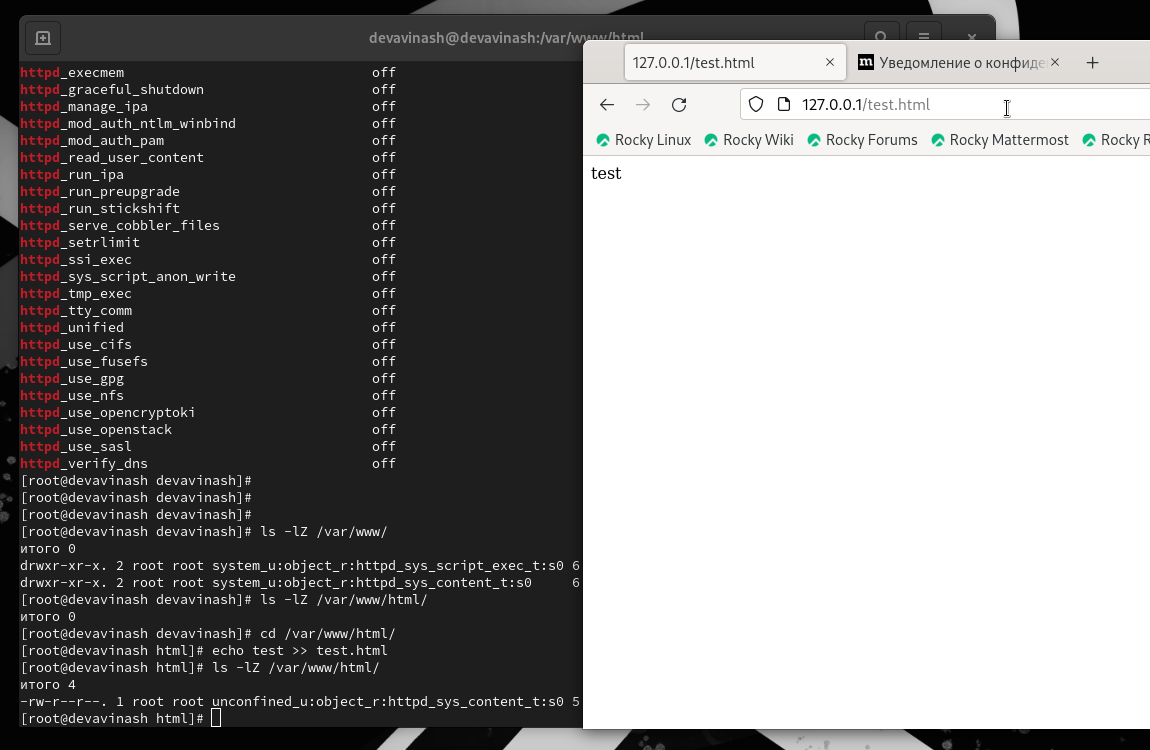 devavinash@devavinash:/var/www/html
httpd_execmem off
httpd_graceful_shutdown off
httpd_manage_ipa off
httpd_mod_auth_ntlm_winbind off
httpd_mod_auth_pam off
httpd_read_user_content off
httpd_run_ipa off
httpd_run_preupgrade off
httpd_run_stickshift off
httpd_serve_cobbler_files off
httpd_setrlimit off
httpd_ssi_exec off
httpd_sys_script_anon_write off
httpd_tmp_exec off
httpd_tty_comm off
httpd_unified off
httpd_use_cifs off
httpd_use_fusefs off
httpd_use_gpg off
httpd_use_nfs off
httpd_use_opencryptoki off
httpd_use_openstack off
httpd_use_sasl off
httpd_verify_dns off
[root@devavinash devavinash]#
[root@devavinash devavinash]#
[root@devavinash devavinash]#
[root@devavinash devavinash]# ls -lZ /var/www/
итого 0
drwxr-xr-x. 2 root root system_u:object_r:httpd_sys_script_exec_t:s0 6
drwxr-xr-x. 2 root root system_u:object_r:httpd_sys_content_t:s0 6
[root@devavinash devavinash]# ls -lZ /var/www/html/
итого 0
[root@devavinash devavinash]# cd /var/www/html/
[root@devavinash html]# echo test >> test.html
[root@devavinash html]# ls -lZ /var/www/html/
итого 4
-rw-r--r--. 1 root root unconfined_u:object_r:httpd_sys_content_t:s0 5
[root@devavinash html]#
127.0.0.1/test.html
m Уведомление о конфиде
127.0.0.1/test.html
Rocky Linux Rocky Wiki Rocky Forums Rocky Mattermost Rocky R
test